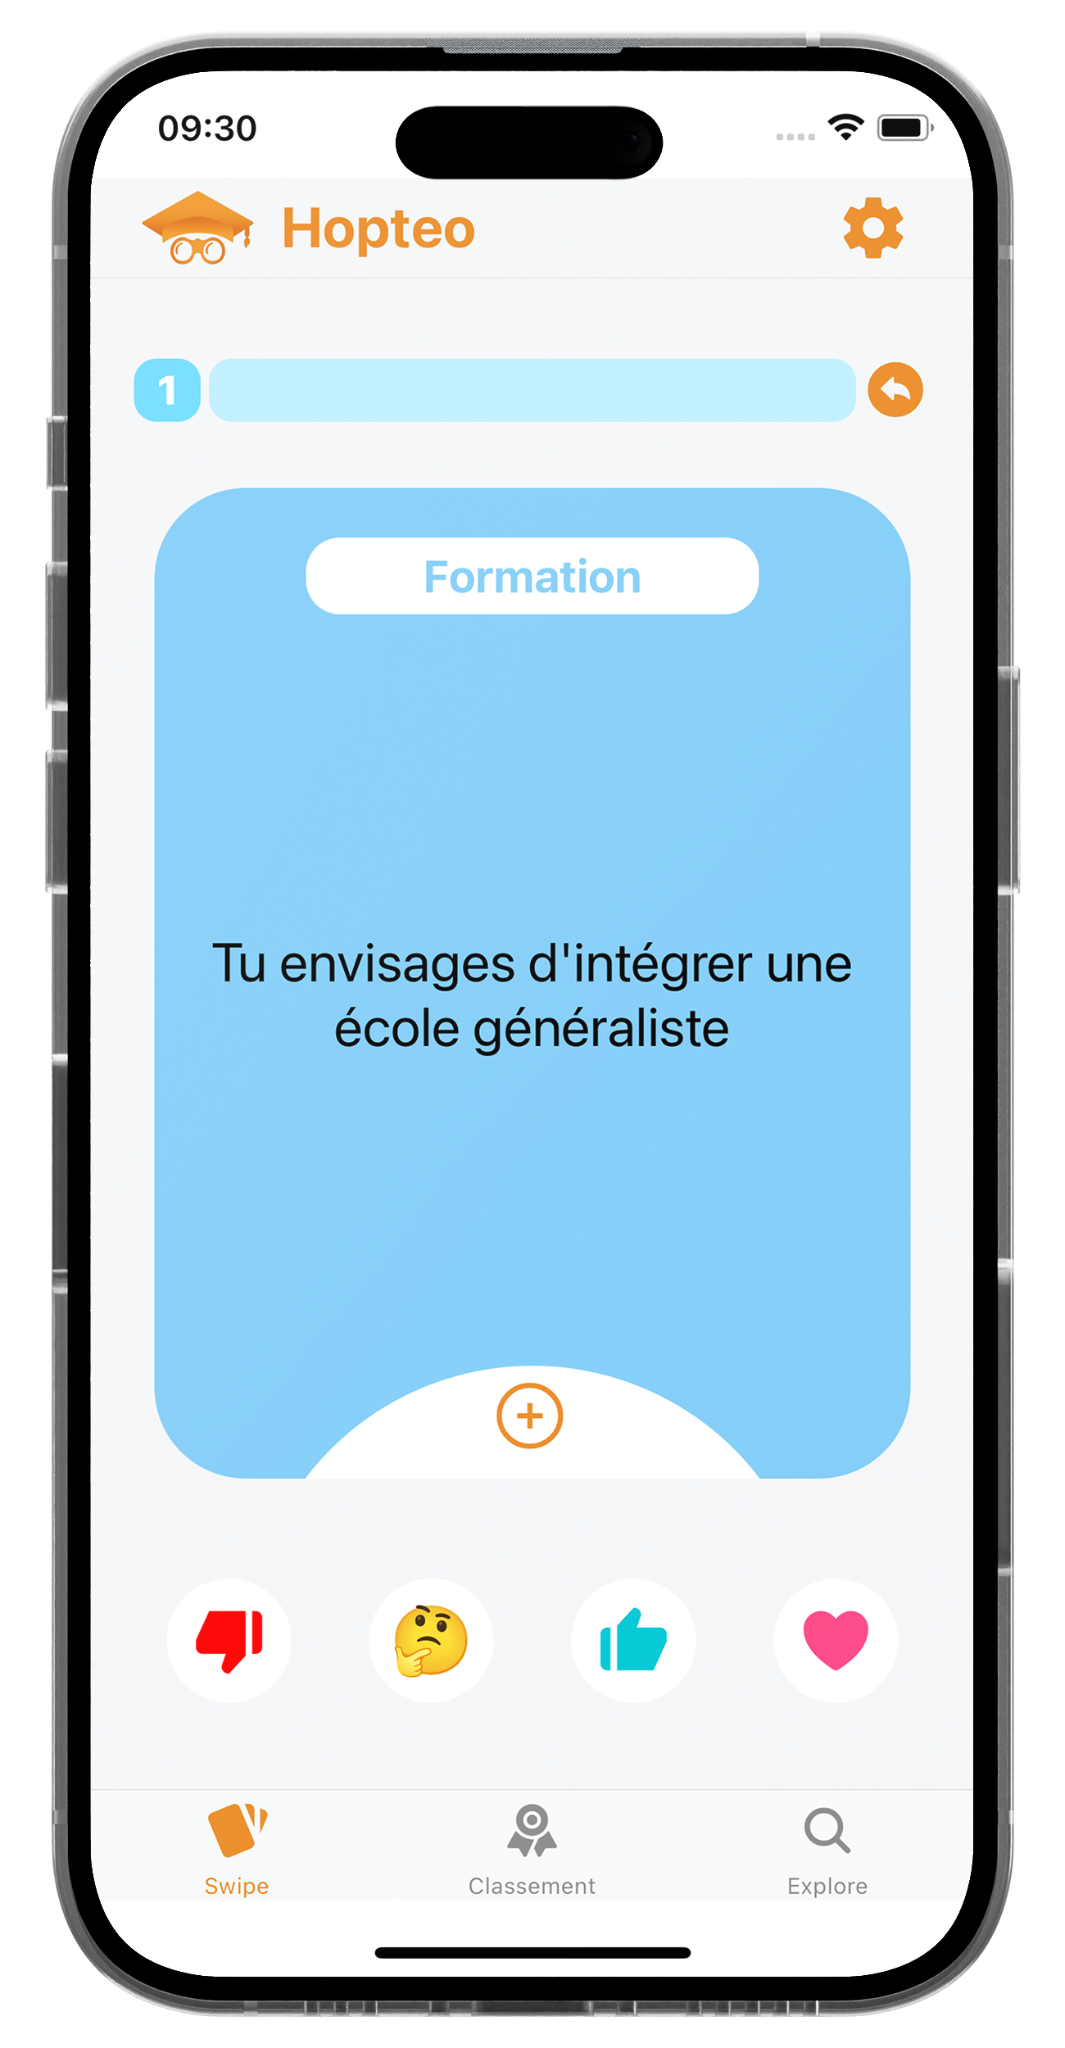 09:30
Hopteo
1
Formation
Tu envisages d'intégrer une
école généraliste
Swipe
Classement
Explore